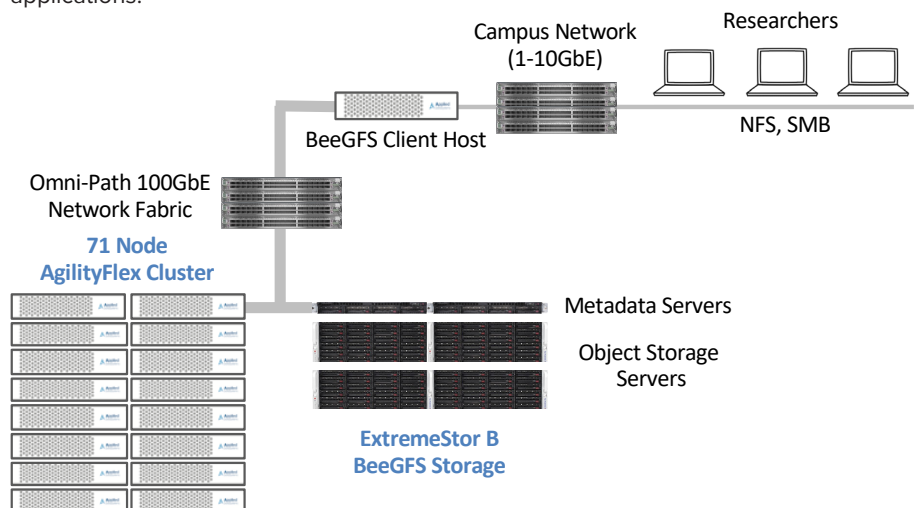 applications.
Researchers
Campus Network
(1-10GbE)
NFS, SMB
BeeGFS Client Host
Omni-Path 100GbE
Network Fabric
71 Node
AgilityFlex Cluster
Metadata Servers
Object Storage
Servers
ExtremeStor B
BeeGFS Storage